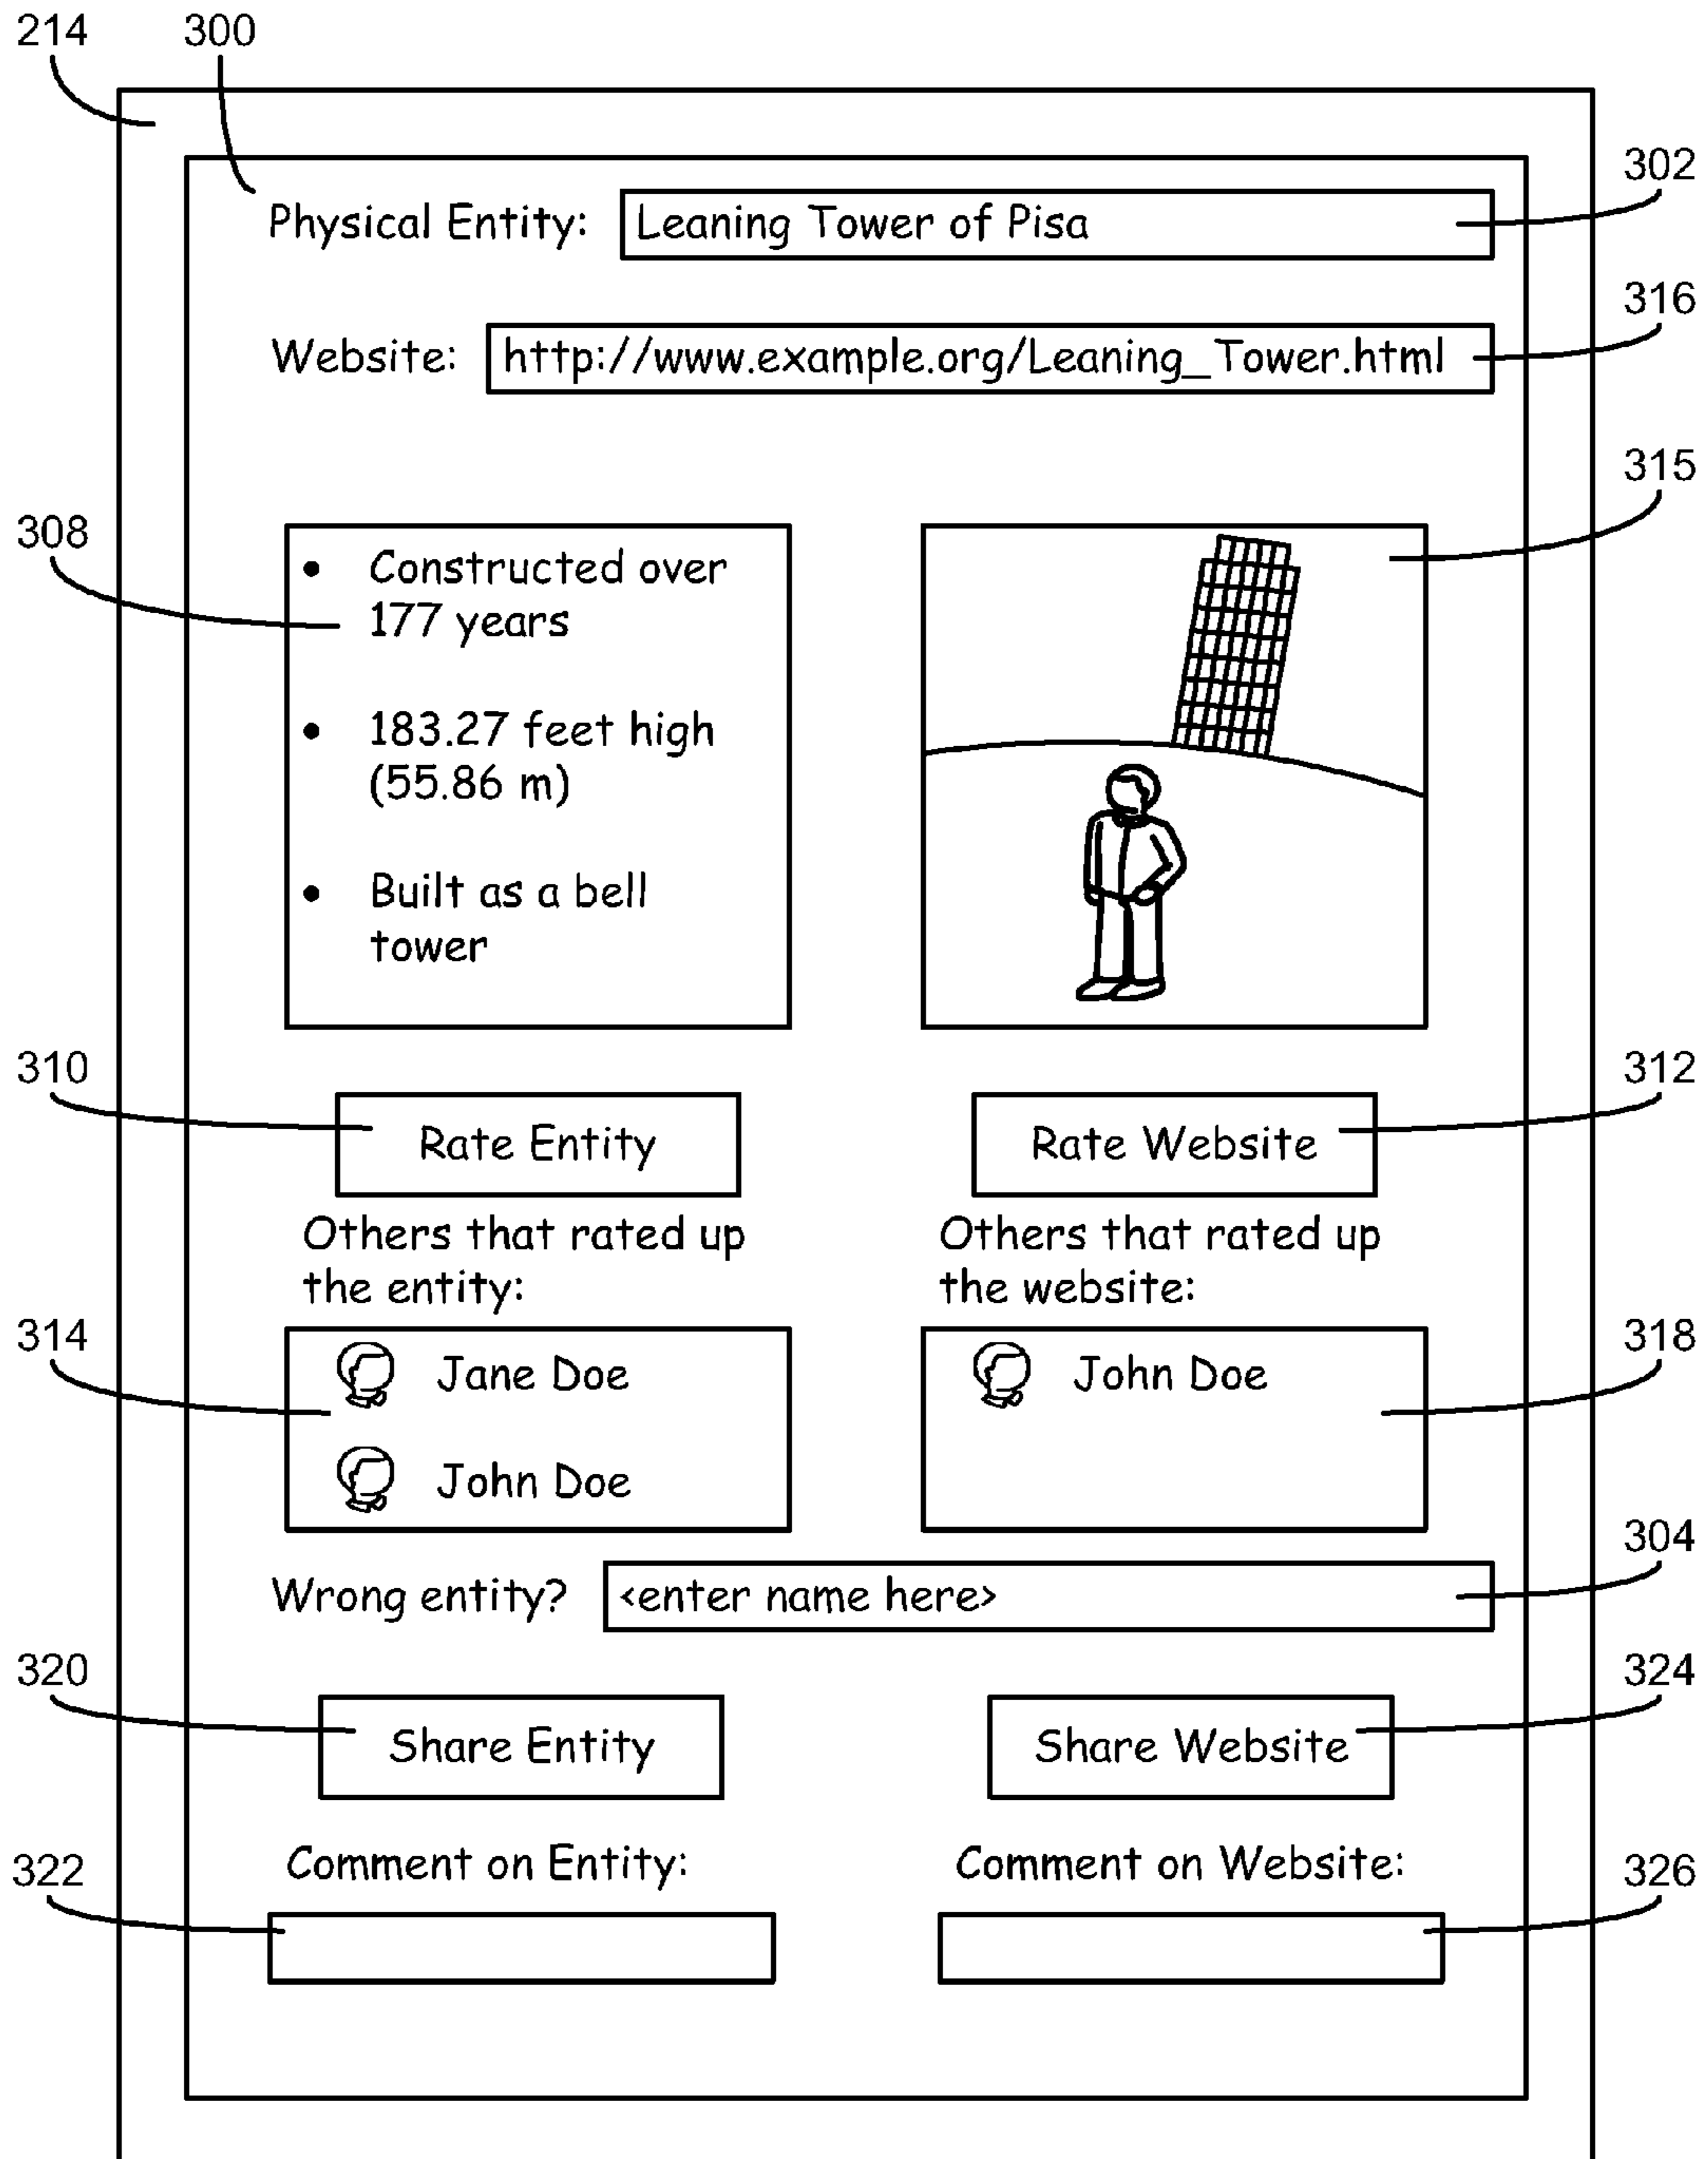 214
300
302
Physical Entity: Leaning Tower of Pisa
316
Website: http://www.example.org/Leaning_Tower.html
315
308
• Constructed over
177 years
• 183.27 feet high
(55.86 m)
• Built as a bell
tower
310
312
Rate Entity
Rate Website
Others that rated up
the entity:
Others that rated up
the website:
314
318
Jane Doe
John Doe
John Doe
304
Wrong entity? <enter name here>
320
324
Share Entity
Share Website
322
326
Comment on Entity:
Comment on Website: